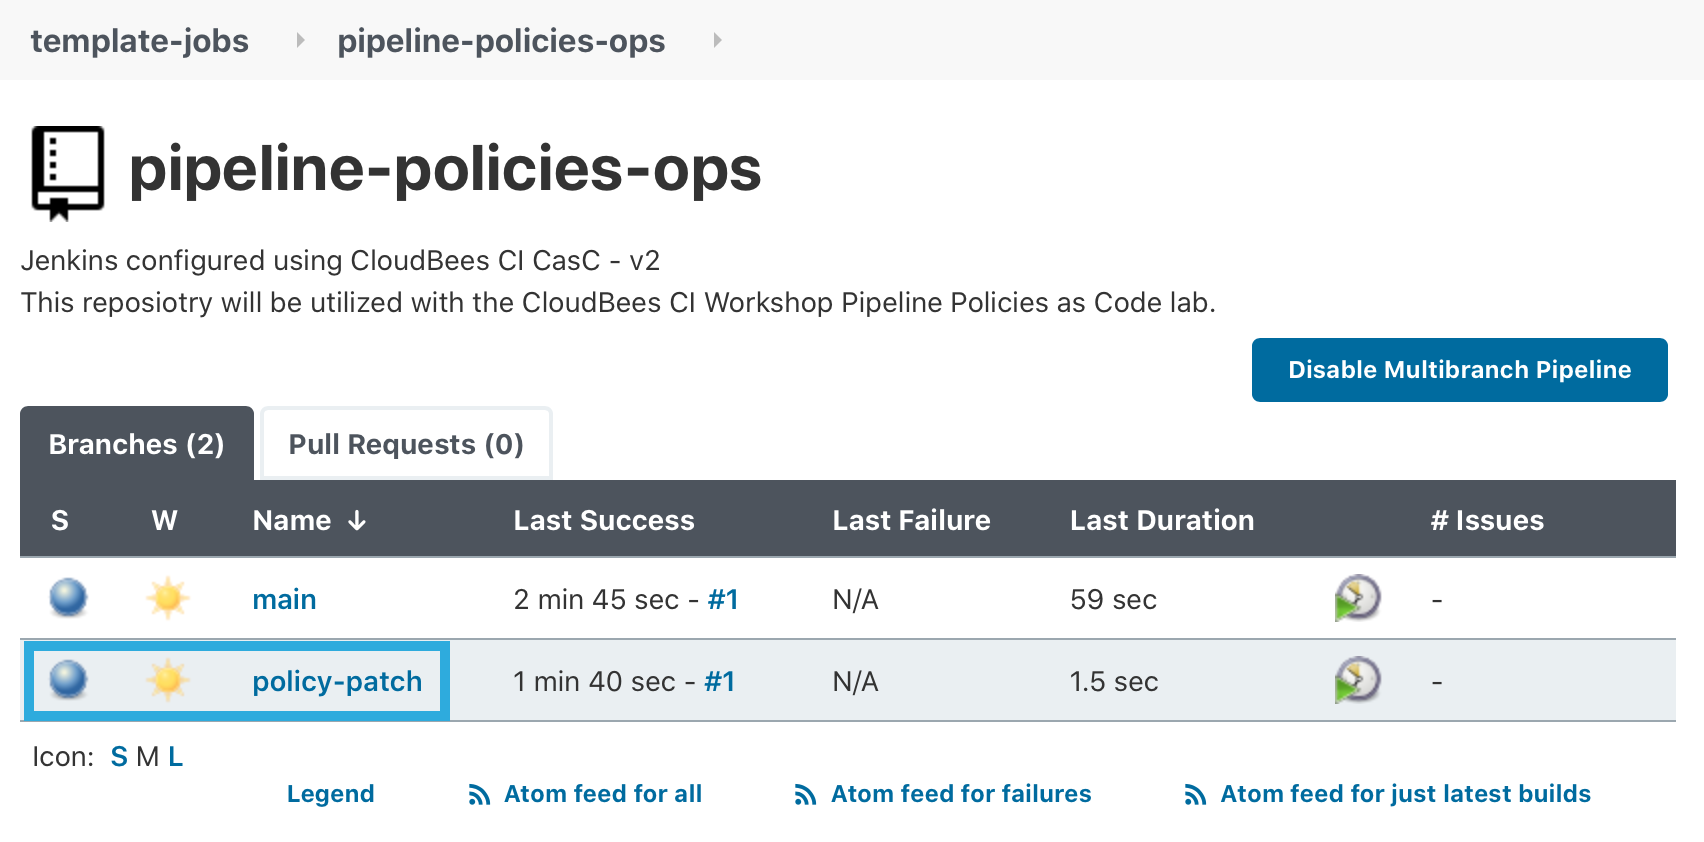 template-jobs pipeline-policies-ops
pipeline-policies-ops
Jenkins configured using CloudBees CI CasC - v2
This reposiotry will be utilized with the CloudBees CI Workshop Pipeline Policies as Code lab.
Disable Multibranch Pipeline
Branches (2) Pull Requests (0)
S W Name ↓ Last Success Last Failure Last Duration # Issues
main 2 min 45 sec - #1 N/A 59 sec -
policy-patch 1 min 40 sec - #1 N/A 1.5 sec -
Icon: S M L
Legend Atom feed for all Atom feed for failures Atom feed for just latest builds